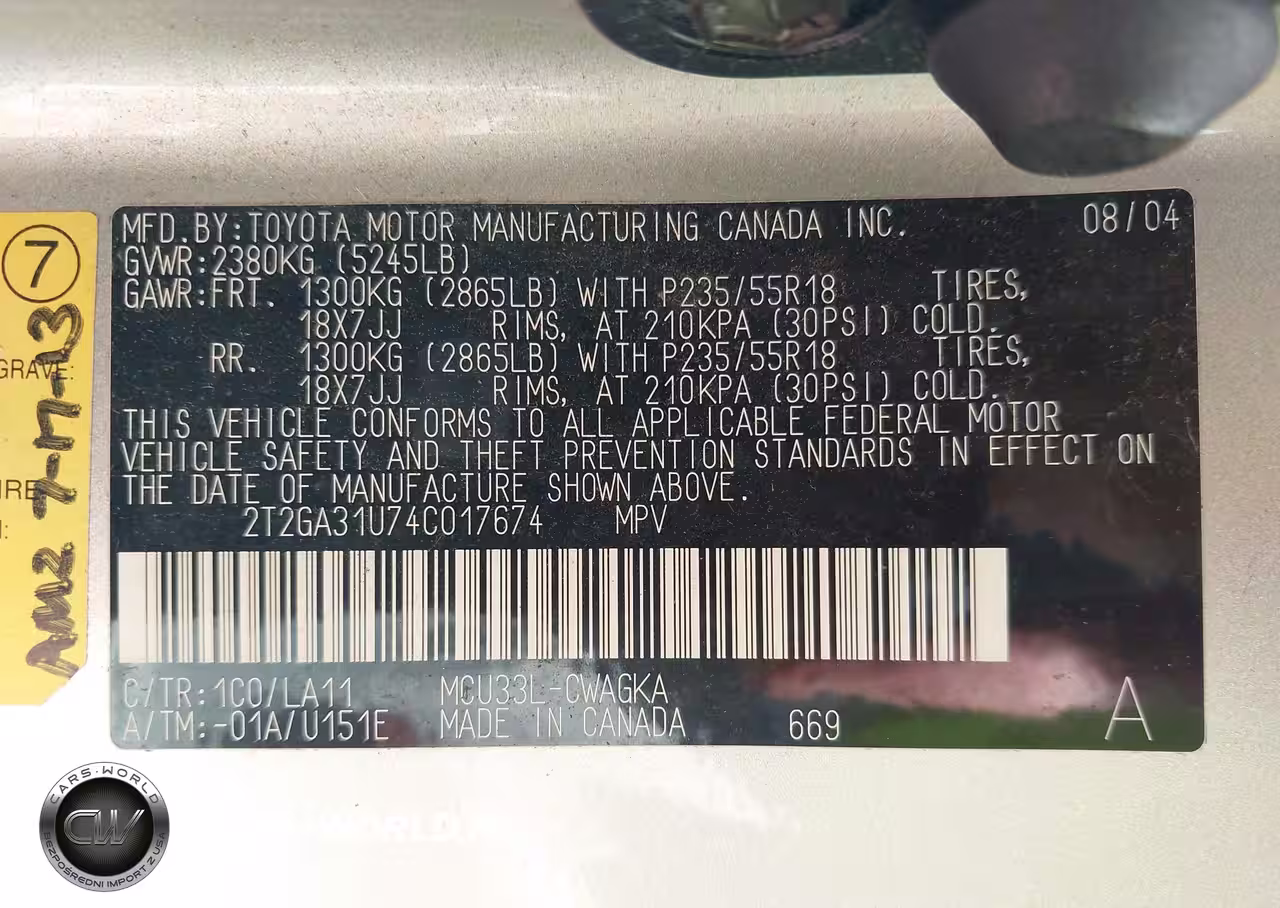 MFD.BY:TOYOTA MOTOR MANUFACTURING CANADA INC. 08/04
GVWR:2380KG (5245LB)
GAWR:FRT. 1300KG (2865LB) WITH P235/55R18 TIRES,
18X7JJ RIMS, AT 210KPA (30PSI) COLD.
RR. 1300KG (2865LB) WITH P235/55R18 TIRES,
18X7JJ RIMS, AT 210KPA (30PSI) COLD.
THIS VEHICLE CONFORMS TO ALL APPLICABLE FEDERAL MOTOR
VEHICLE SAFETY AND THEFT PREVENTION STANDARDS IN EFFECT ON
THE DATE OF MANUFACTURE SHOWN ABOVE.
2T2GA31U74C017674 MPV
C/TR:1C0/LA11 MCU33L-CWAGKA
A/TM:-01A/U151E MADE IN CANADA 669 A
7
GRAVE:
CARS-WORLD
CW
BEZPOŚREDNI IMPORT Z USA